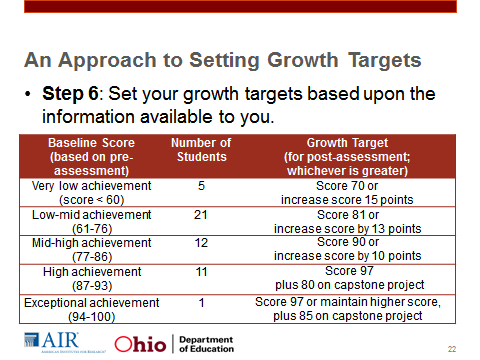 An Approach to Setting Growth Targets
• Step 6: Set your growth targets based upon the
information available to you.
Baseline Score
(based on pre-
assessment)
Number of
Students
Growth Target
(for post-assessment;
whichever is greater)
Very low achievement
(score < 60)
5
Score 70 or
increase score 15 points
Low-mid achievement
(61-76)
21
Score 81 or
increase score by 13 points
Mid-high achievement
(77-86)
12
Score 90 or
increase score by 10 points
High achievement
(87-93)
11
Score 97
plus 80 on capstone project
Exceptional achievement
(94-100)
1
Score 97 or maintain higher score,
plus 85 on capstone project
AIR
AMERICAN INSTITUTES FOR RESEARCH
Ohio
Department
of Education
22